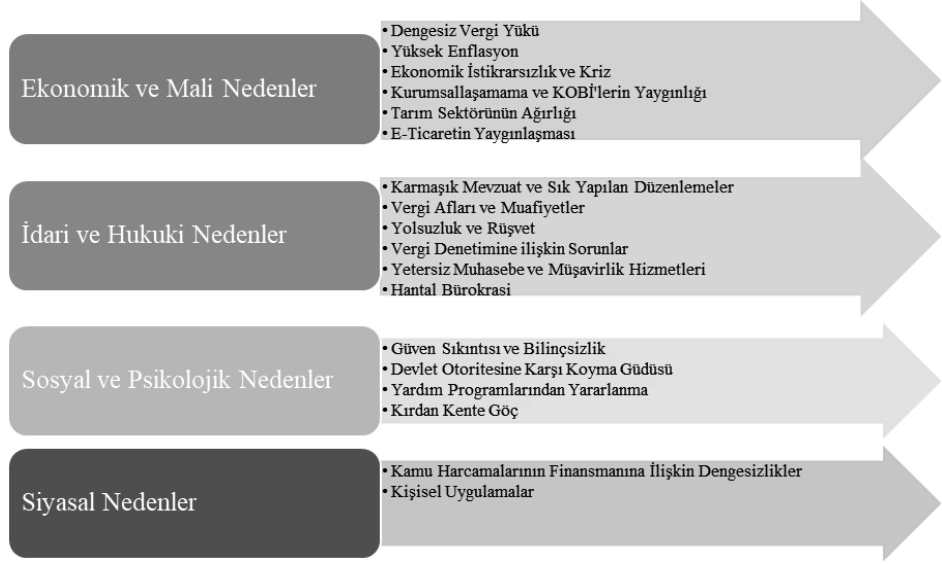 Ekonomik ve Mali Nedenler
• Dengesiz Vergi Yükü
• Yüksek Enflasyon
• Ekonomik İstikrarsızlık ve Kriz
• Kurumsallaşamama ve KOBİ'lerin Yaygınlığı
• Tarım Sektörünün Ağırlığı
• E-Ticaretin Yaygınlaşması
İdari ve Hukuki Nedenler
• Karmaşık Mevzuat ve Sık Yapılan Düzenlemeler
• Vergi Afları ve Muafiyetler
• Yolsuzluk ve Rüşvet
• Vergi Denetimine ilişkin Sorunlar
• Yetersiz Muhasebe ve Müşavirlik Hizmetleri
• Hantal Bürokrasi
Sosyal ve Psikolojik Nedenler
• Güven Sıkıntısı ve Bilinçsizlik
• Devlet Otoritesine Karşı Koyma Güdüsü
• Yardım Programlarından Yararlanma
• Kırdan Kente Göç
Siyasal Nedenler
• Kamu Harcamalarının Finansmanına İlişkin Dengesizlikler
• Kişisel Uygulamalar